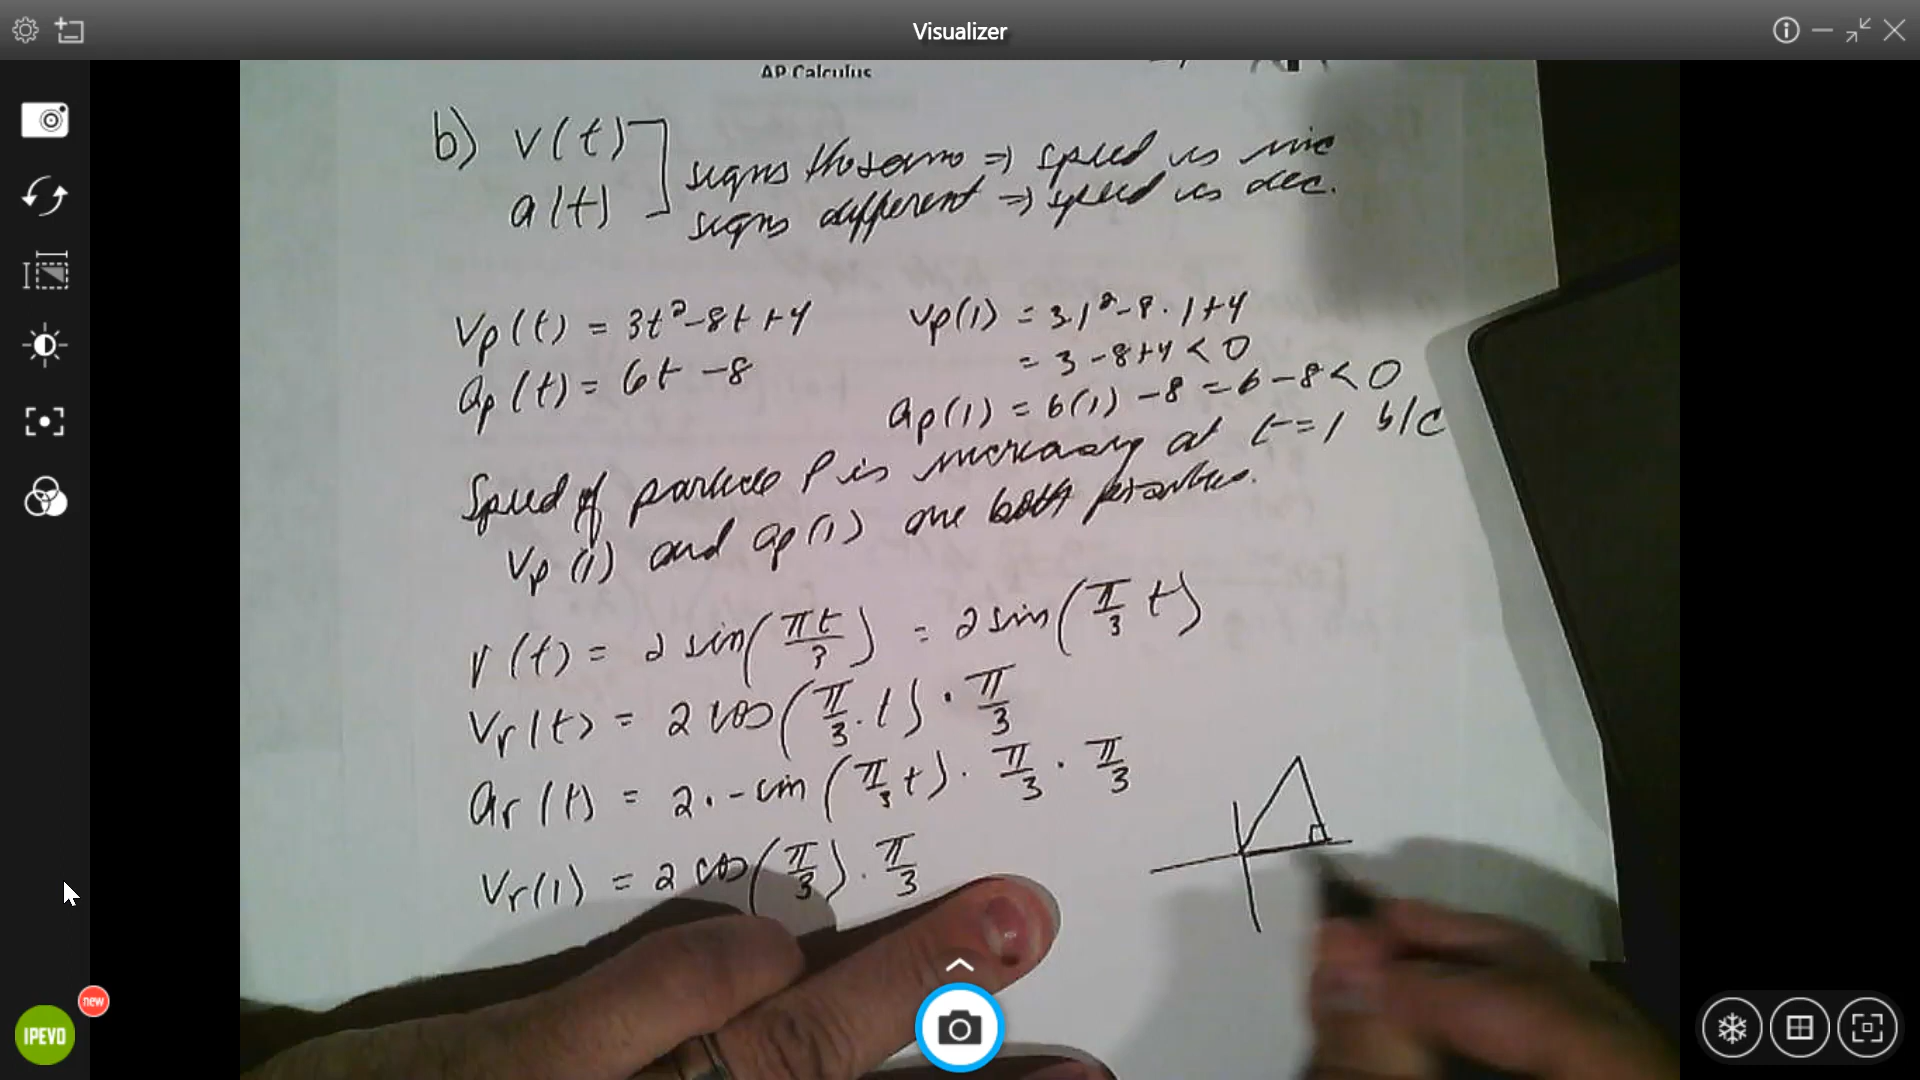 Visualizer
AP Calculus
b) v(t)
a(t)
signs the same => speed is inc
signs different => speed is dec.
Vp(t) = 3t²-8t+4
ap(t) = 6t-8
Vp(1) = 3·1²-8·1+4
= 3-8+4 < 0
ap(1) = 6(1)-8 = 6-8 < 0
Speed of particle P is increasing at t=1 b/c
Vp(1) and ap(1) are both
r(t) = 2 sin(πt/3) = 2 sin(π/3 t)
Vr(t) = 2 cos(π/3·t)·π/3
ar(t) = 2·-sin(π/3 t)·π/3·π/3
Vr(1) = 2 cos(π/3)·π/3
new
IPEVO